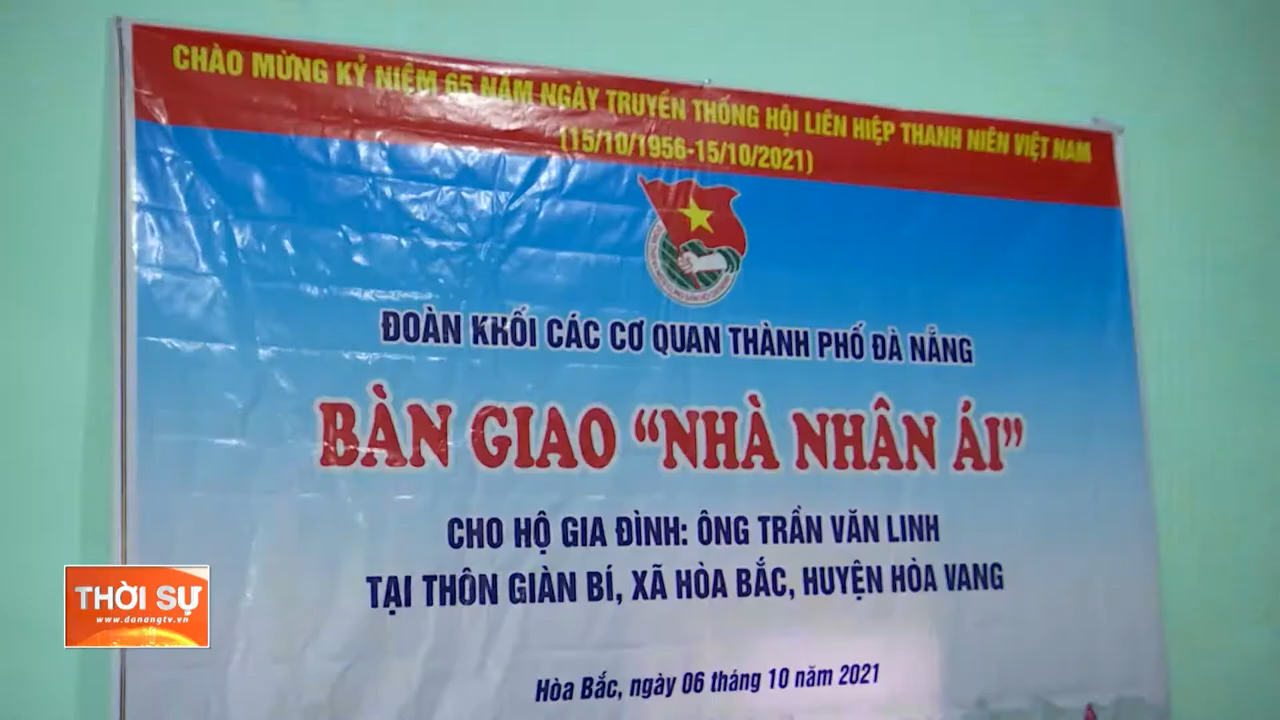 CHÀO MỪNG KỶ NIỆM 65 NĂM NGÀY TRUYỀN THỐNG HỘI LIÊN HIỆP THANH NIÊN VIỆT NAM
(15/10/1956-15/10/2021)
ĐOÀN KHỐI CÁC CƠ QUAN THÀNH PHỐ ĐÀ NẴNG
BÀN GIAO “NHÀ NHÂN ÁI”
CHO HỘ GIA ĐÌNH: ÔNG TRẦN VĂN LINH
TẠI THÔN GIÀN BÍ, XÃ HÒA BẮC, HUYỆN HÒA VANG
Hòa Bắc, ngày 06 tháng 10 năm 2021
THỜI SỰ
www.danangtv.vn